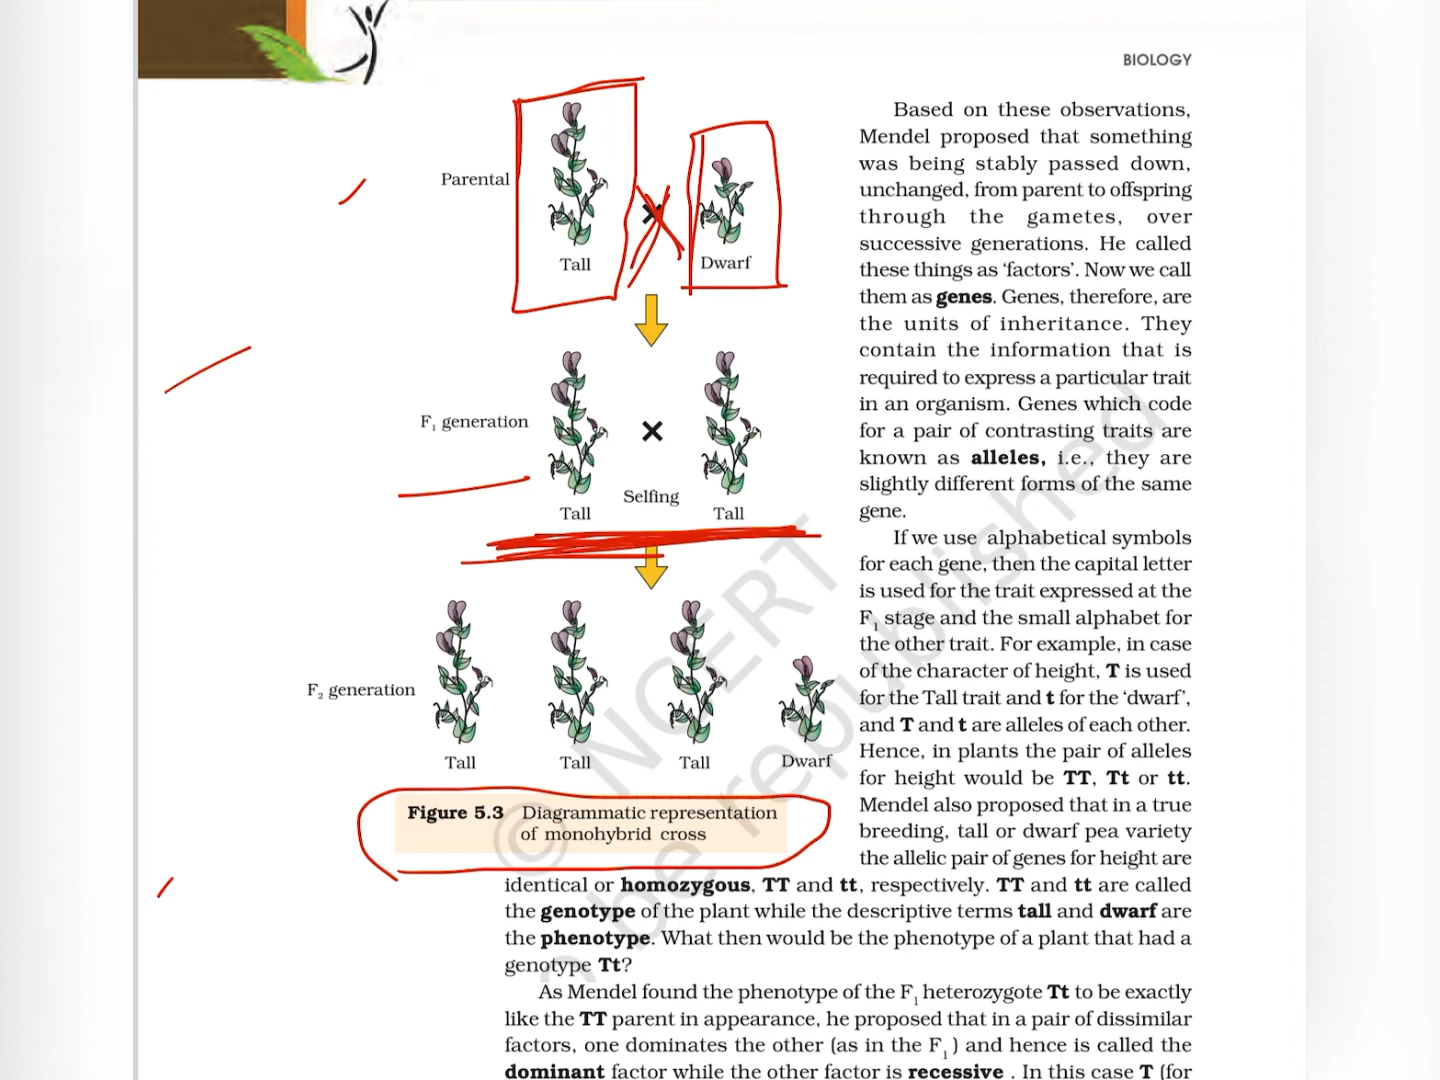 BIOLOGY
Parental
Tall
Dwarf
F₁ generation
Selfing
Tall
Tall
F₂ generation
Tall
Tall
Tall
Dwarf
Figure 5.3 Diagrammatic representation
of monohybrid cross
Based on these observations,
Mendel proposed that something
was being stably passed down,
unchanged, from parent to offspring
through the gametes, over
successive generations. He called
these things as ‘factors’. Now we call
them as genes. Genes, therefore, are
the units of inheritance. They
contain the information that is
required to express a particular trait
in an organism. Genes which code
for a pair of contrasting traits are
known as alleles, i.e., they are
slightly different forms of the same
gene.
If we use alphabetical symbols
for each gene, then the capital letter
is used for the trait expressed at the
F₁ stage and the small alphabet for
the other trait. For example, in case
of the character of height, T is used
for the Tall trait and t for the ‘dwarf’,
and T and t are alleles of each other.
Hence, in plants the pair of alleles
for height would be TT, Tt or tt.
Mendel also proposed that in a true
breeding, tall or dwarf pea variety
the allelic pair of genes for height are
identical or homozygous, TT and tt, respectively. TT and tt are called
the genotype of the plant while the descriptive terms tall and dwarf are
the phenotype. What then would be the phenotype of a plant that had a
genotype Tt?
As Mendel found the phenotype of the F₁ heterozygote Tt to be exactly
like the TT parent in appearance, he proposed that in a pair of dissimilar
factors, one dominates the other (as in the F₁ ) and hence is called the
dominant factor while the other factor is recessive . In this case T (for
© NCERT
be republished